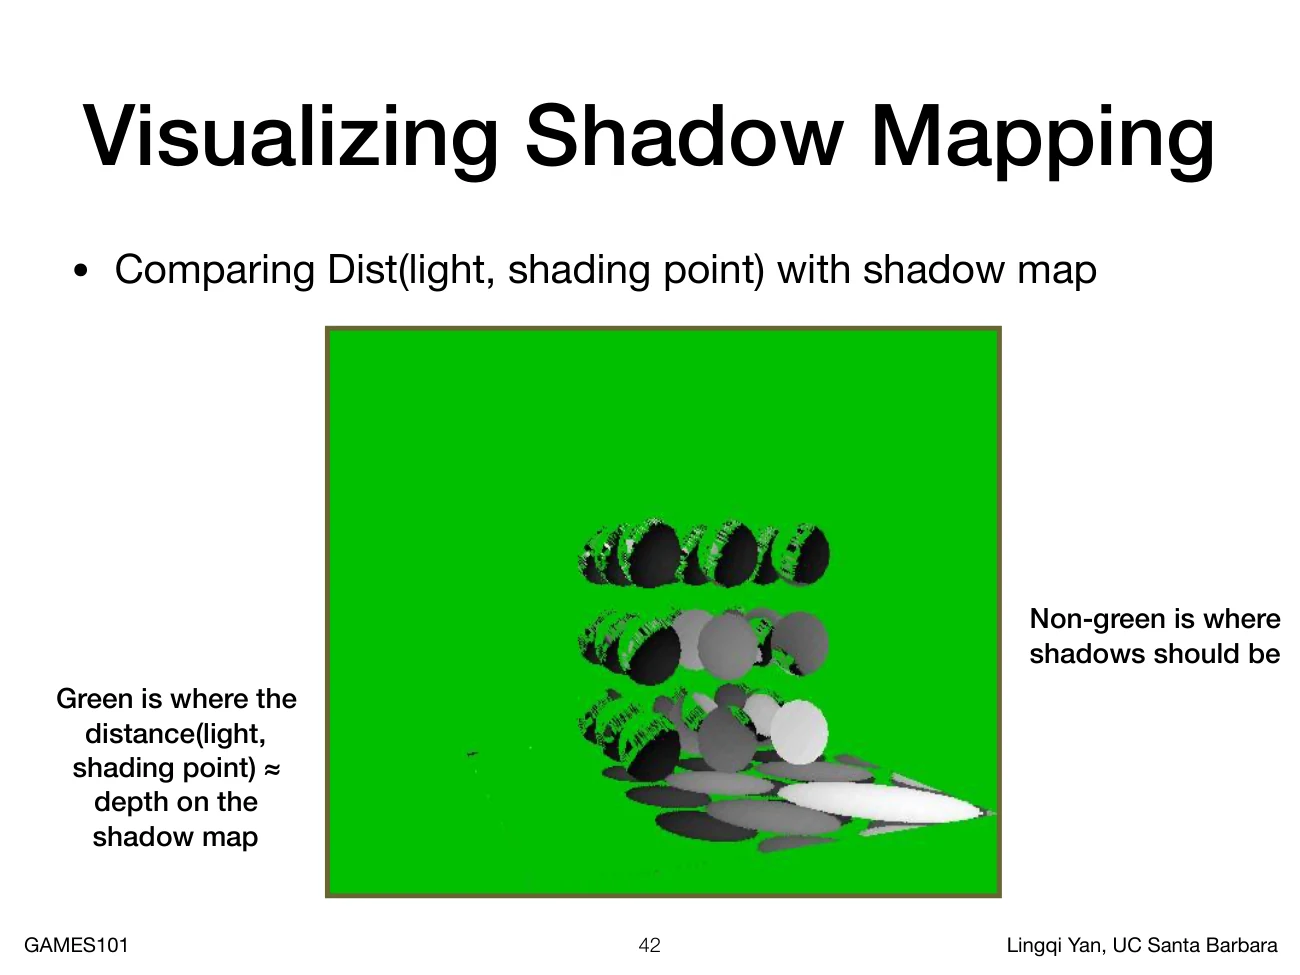 Visualizing Shadow Mapping
• Comparing Dist(light, shading point) with shadow map
Non-green is where
shadows should be
Green is where the
distance(light,
shading point) ≈
depth on the
shadow map
GAMES101
42
Lingqi Yan, UC Santa Barbara